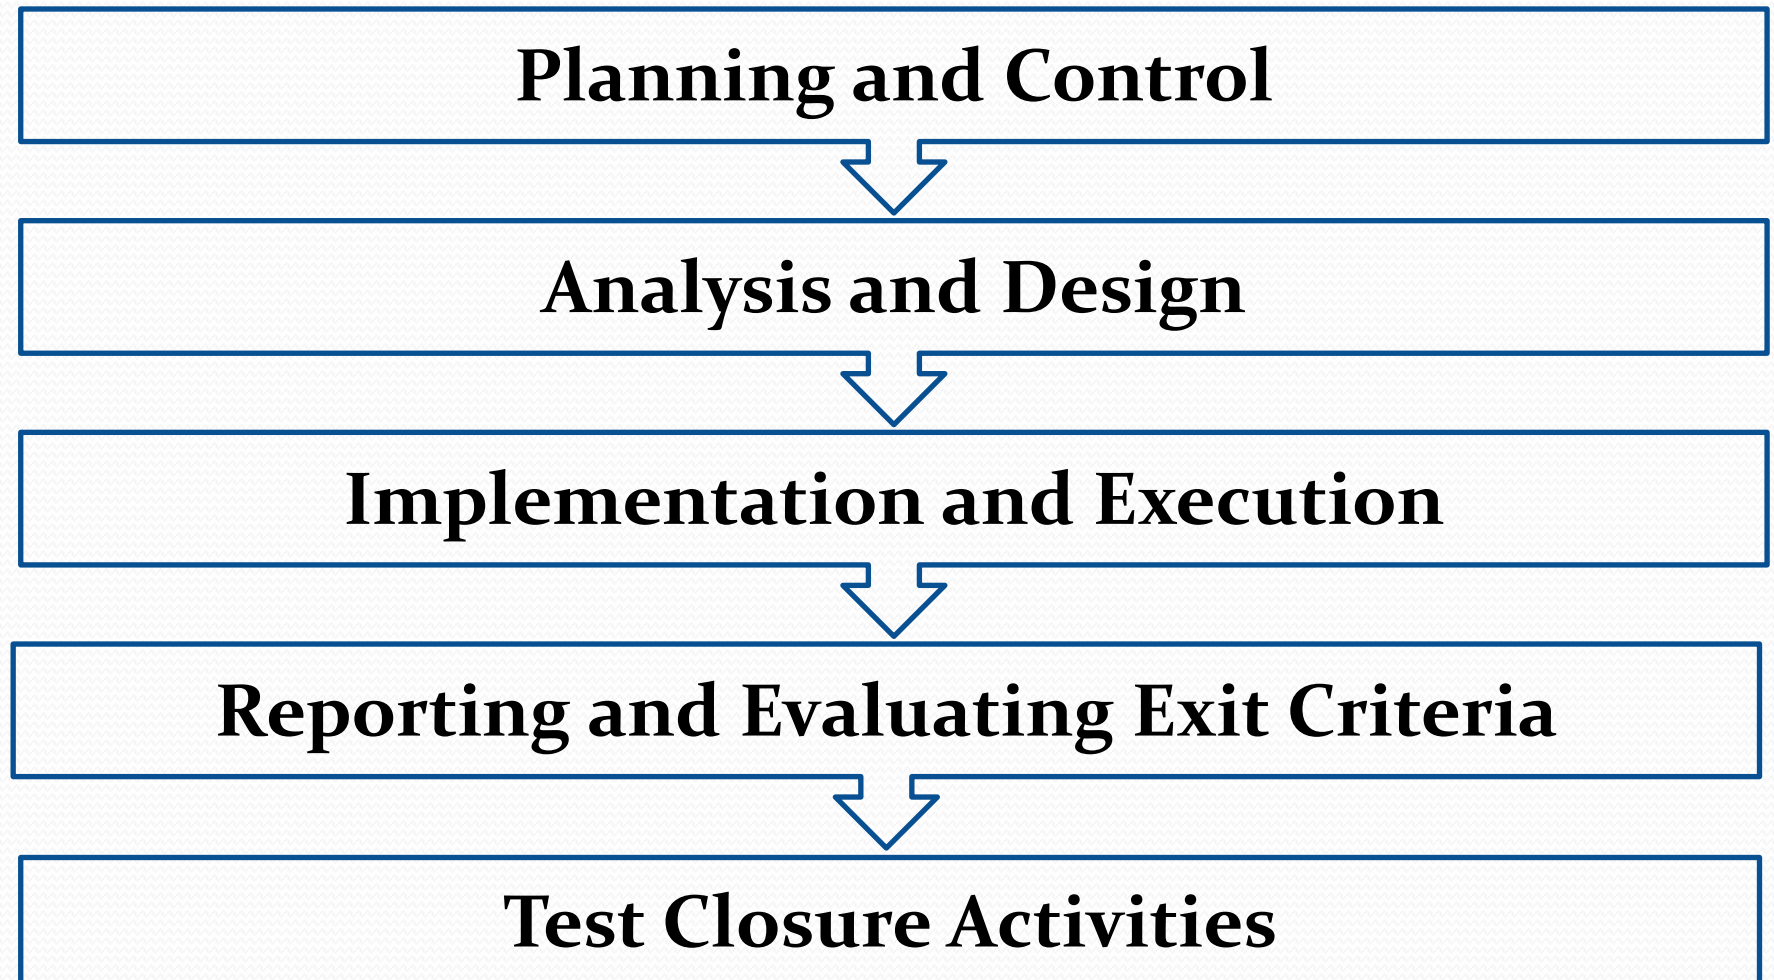 Planning and Control
Analysis and Design
Implementation and Execution
Reporting and Evaluating Exit Criteria
Test Closure Activities